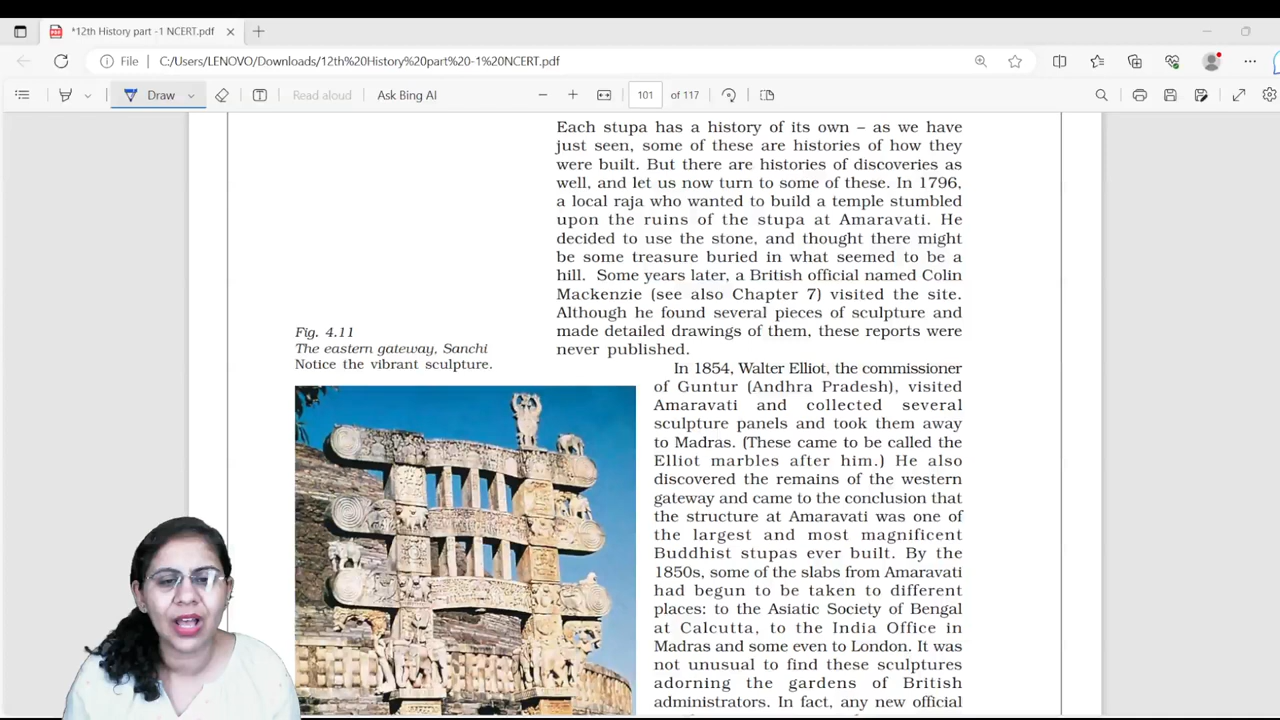 *12th History part -1 NCERT.pdf
File
C:/Users/LENOVO/Downloads/12th%20History%20part%20-1%20NCERT.pdf
Draw
Read aloud
Ask Bing AI
101
of 117
Each stupa has a history of its own – as we have
just seen, some of these are histories of how they
were built. But there are histories of discoveries as
well, and let us now turn to some of these. In 1796,
a local raja who wanted to build a temple stumbled
upon the ruins of the stupa at Amaravati. He
decided to use the stone, and thought there might
be some treasure buried in what seemed to be a
hill. Some years later, a British official named Colin
Mackenzie (see also Chapter 7) visited the site.
Although he found several pieces of sculpture and
made detailed drawings of them, these reports were
never published.
Fig. 4.11
The eastern gateway, Sanchi
Notice the vibrant sculpture.
In 1854, Walter Elliot, the commissioner
of Guntur (Andhra Pradesh), visited
Amaravati and collected several
sculpture panels and took them away
to Madras. (These came to be called the
Elliot marbles after him.) He also
discovered the remains of the western
gateway and came to the conclusion that
the structure at Amaravati was one of
the largest and most magnificent
Buddhist stupas ever built. By the
1850s, some of the slabs from Amaravati
had begun to be taken to different
places: to the Asiatic Society of Bengal
at Calcutta, to the India Office in
Madras and some even to London. It was
not unusual to find these sculptures
adorning the gardens of British
administrators. In fact, any new official